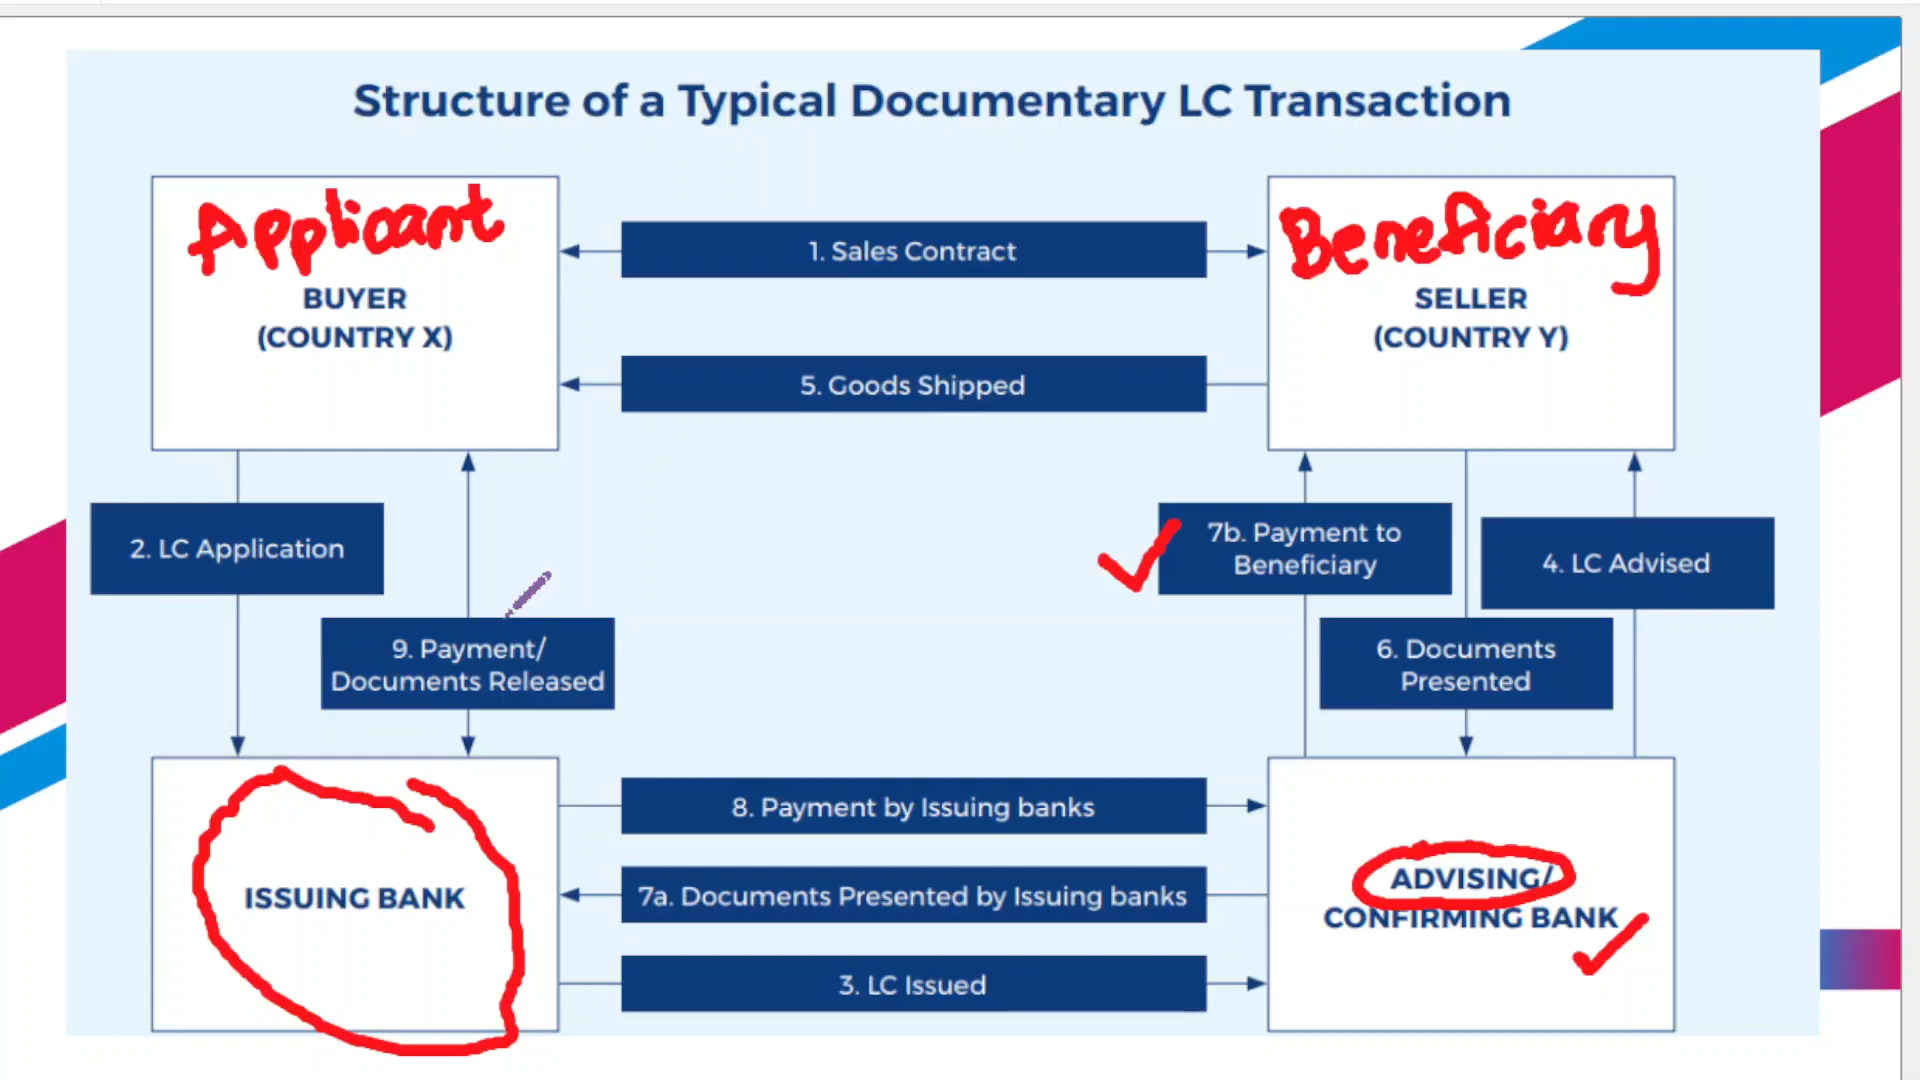 Structure of a Typical Documentary LC Transaction
Applicant
BUYER
(COUNTRY X)
1. Sales Contract
Beneficiary
SELLER
(COUNTRY Y)
5. Goods Shipped
2. LC Application
9. Payment/
Documents Released
7b. Payment to
Beneficiary
4. LC Advised
6. Documents
Presented
ISSUING BANK
8. Payment by Issuing banks
7a. Documents Presented by Issuing banks
3. LC Issued
ADVISING/
CONFIRMING BANK